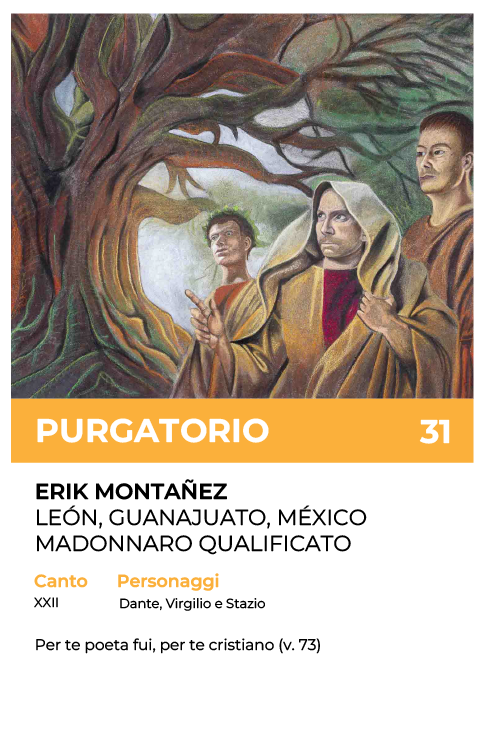 PURGATORIO 31
ERIK MONTAÑEZ
LEÓN, GUANAJUATO, MÉXICO
MADONNARO QUALIFICATO
Canto Personaggi
XXII Dante, Virgilio e Stazio
Per te poeta fui, per te cristiano (v. 73)